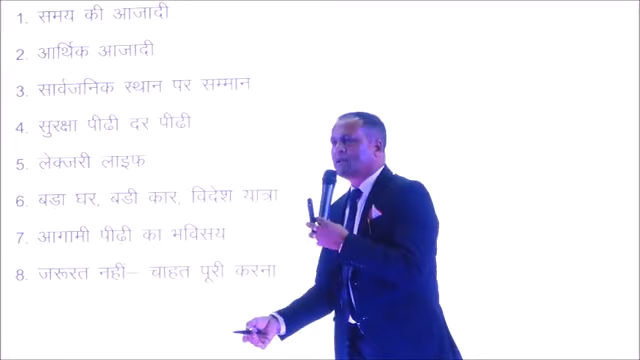 1. समय की आजादी
2. आर्थिक आजादी
3. सार्वजनिक स्थान पर सम्मान
4. सुरक्षा पीढी दर पीढी
5. लेक्जरी लाइफ
6. बडा घर, बडी कार, विदेश यात्रा
7. आगामी पीढी का भविसय
8. जरूरत नहीं– चाहत पूरी करना